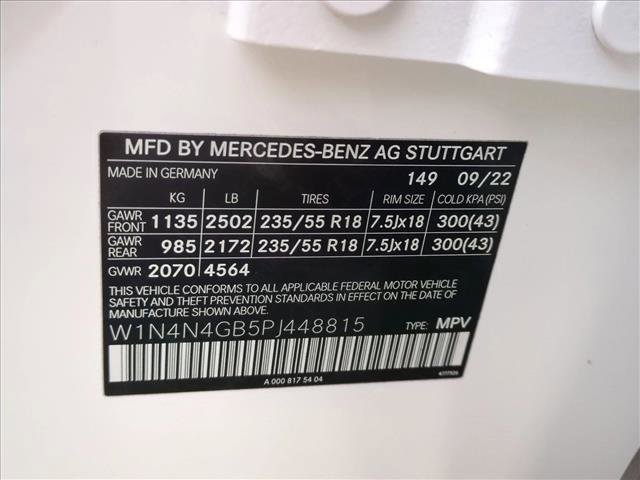 MFD BY MERCEDES-BENZ AG STUTTGART
MADE IN GERMANY 149 09/22
KG LB TIRES RIM SIZE COLD KPA (PSI)
GAWR FRONT 1135 2502 235/55 R18 7.5Jx18 300(43)
GAWR REAR 985 2172 235/55 R18 7.5Jx18 300(43)
GVWR 2070 4564
THIS VEHICLE CONFORMS TO ALL APPLICABLE FEDERAL MOTOR VEHICLE
SAFETY AND THEFT PREVENTION STANDARDS IN EFFECT ON THE DATE OF
MANUFACTURE SHOWN ABOVE.
W1N4N4GB5PJ448815 TYPE: MPV
A 000 817 54 04